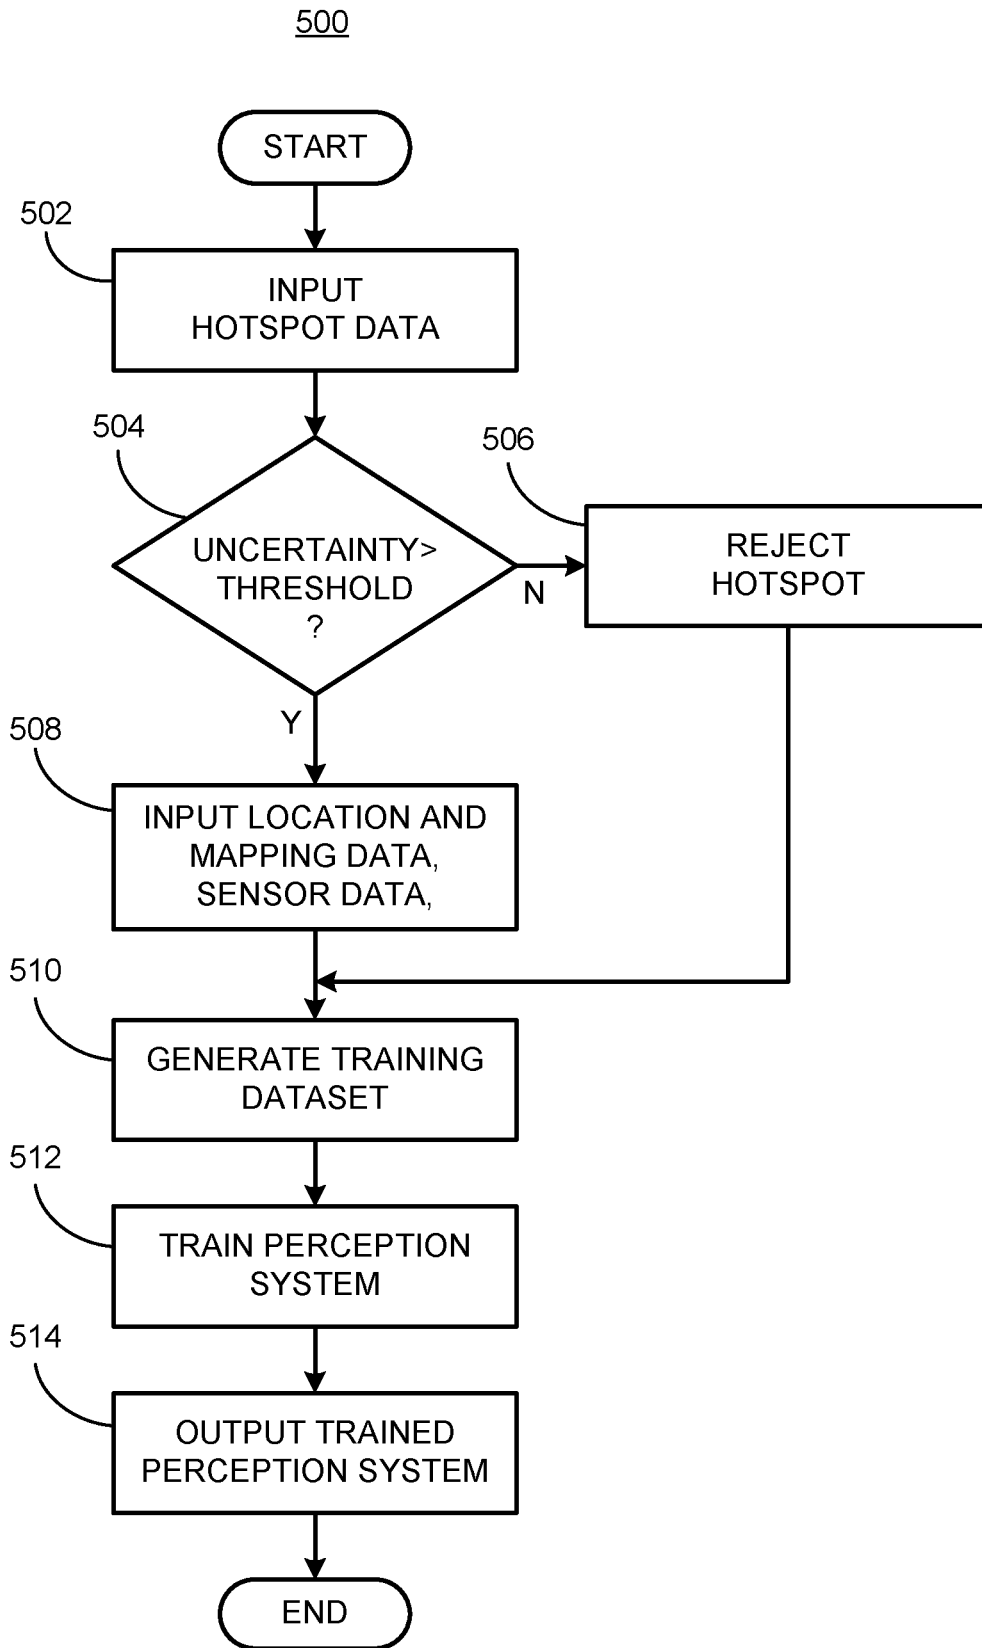 500
START
502
INPUT
HOTSPOT DATA
504
UNCERTAINTY>
THRESHOLD
?
N
Y
506
REJECT
HOTSPOT
508
INPUT LOCATION AND
MAPPING DATA,
SENSOR DATA,
510
GENERATE TRAINING
DATASET
512
TRAIN PERCEPTION
SYSTEM
514
OUTPUT TRAINED
PERCEPTION SYSTEM
END